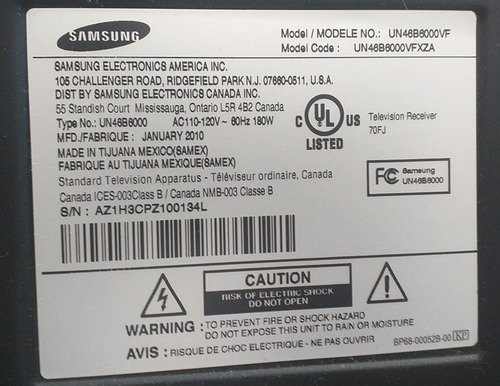 SAMSUNG
Model / MODELE NO.: UN46B6000VF
Model Code : UN46B6000VFXZA
SAMSUNG ELECTRONICS AMERICA INC.
105 CHALLENGER ROAD, RIDGEFIELD PARK N.J. 07660-0511, U.S.A.
DIST BY SAMSUNG ELECTRONICS CANADA INC.
55 Standish Court Mississauga, Ontario L5R 4B2 Canada
Type No.: UN46B6000 AC110-120V~ 60Hz 180W
MFD./FABRIQUE : JANUARY 2010
MADE IN TIJUANA MEXICO(SAMEX)
FABRIQUE AU TIJUANA MEXIQUE(SAMEX)
Standard Television Apparatus - Téléviseur ordinaire, Canada
Canada ICES-003Class B / Canada NMB-003 Classe B
S/N : AZ1H3CPZ100134L
C UL US
LISTED
Television Receiver
70FJ
FC Samsung
UN46B6000
CAUTION
RISK OF ELECTRIC SHOCK
DO NOT OPEN
WARNING : TO PREVENT FIRE OR SHOCK HAZARD
DO NOT EXPOSE THIS UNIT TO RAIN OR MOISTURE
AVIS : RISQUE DE CHOC ELECTRIQUE - NE PAS OUVRIR
BP68-00052B-00 KP